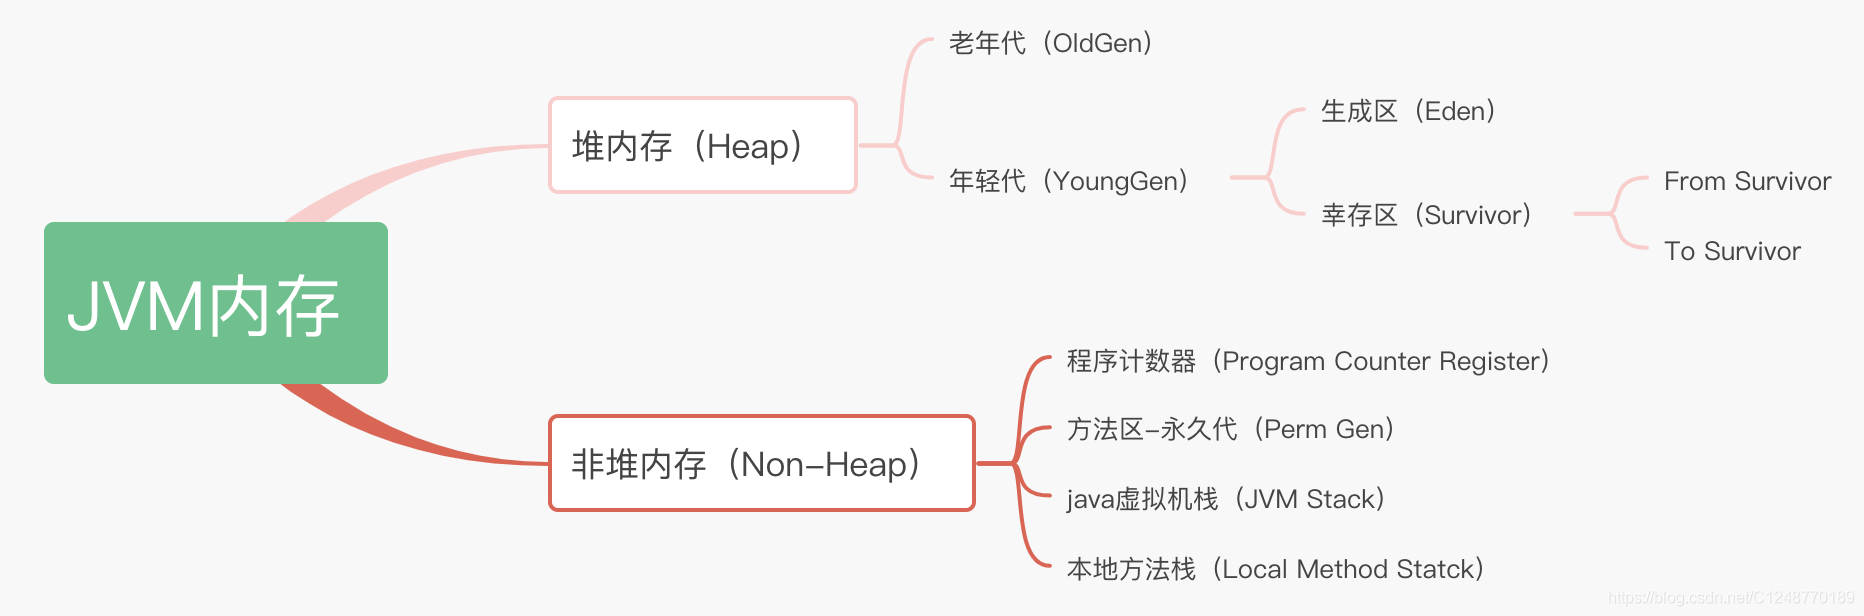 老年代（OldGen）
生成区（Eden）
堆内存（Heap）
年轻代（YoungGen）
From Survivor
幸存区（Survivor）
To Survivor
JVM内存
程序计数器（Program Counter Register）
方法区-永久代（Perm Gen）
非堆内存（Non-Heap）
java虚拟机栈（JVM Stack）
本地方法栈（Local Method Statck）
https://blog.csdn.net/C1248770189